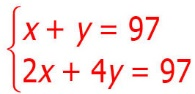 x + y = 97
2x + 4y = 97